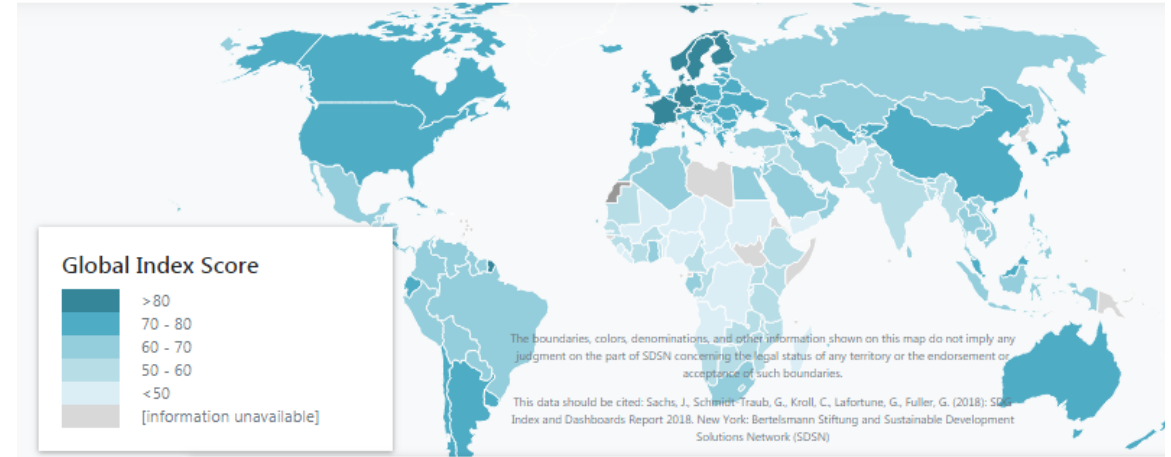 Global Index Score
>80
70 - 80
60 - 70
50 - 60
<50
[information unavailable]
The boundaries, colors, denominations, and other information shown on this map do not imply any
judgment on the part of SDSN concerning the legal status of any territory or the endorsement or
acceptance of such boundaries.
This data should be cited: Sachs, J., Schmidt-Traub, G., Kroll, C., Lafortune, G., Fuller, G. (2018): SDG
Index and Dashboards Report 2018. New York: Bertelsmann Stiftung and Sustainable Development
Solutions Network (SDSN)